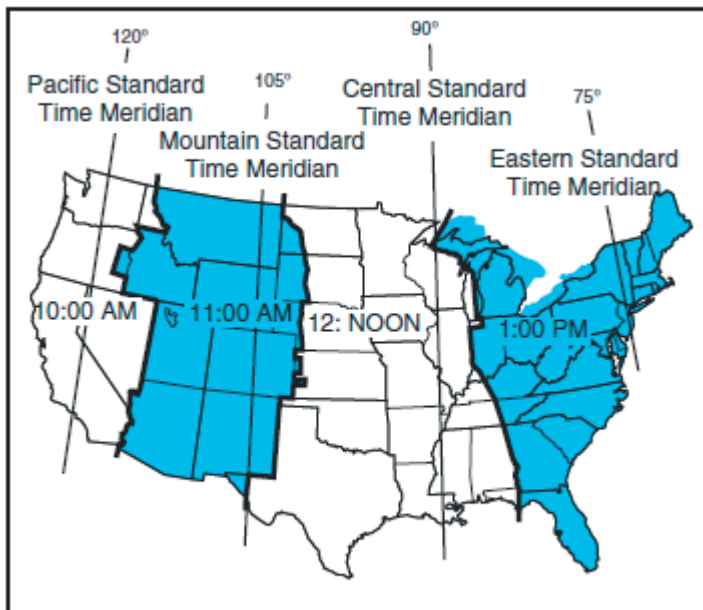 120°
Pacific Standard
Time Meridian
105°
Mountain Standard
Time Meridian
90°
Central Standard
Time Meridian
75°
Eastern Standard
Time Meridian
10:00 AM
11:00 AM
12: NOON
1:00 PM